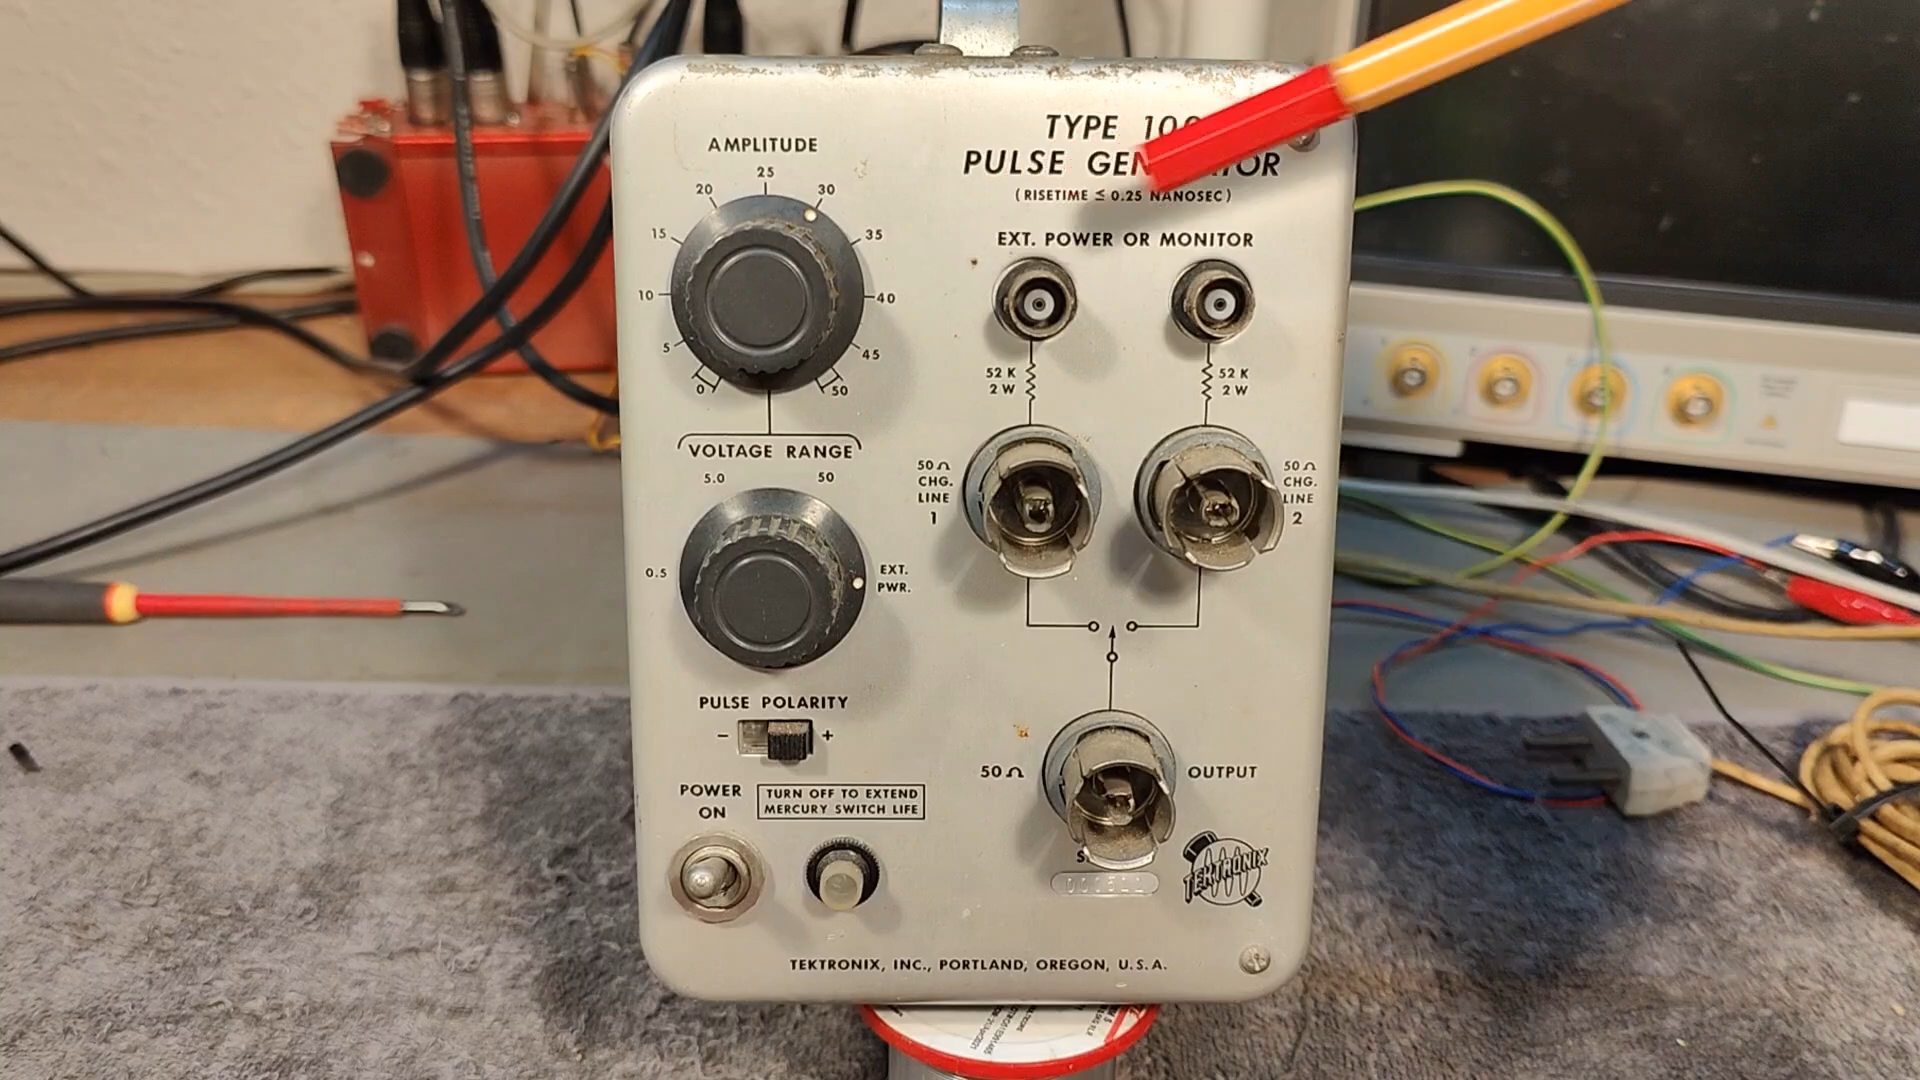 TYPE
PULSE
(RISETIME ≤ 0.25 NANOSEC)
AMPLITUDE
0 5 10 15 20 25 30 35 40 45 50
VOLTAGE RANGE
0.5 5.0 50 EXT. PWR.
PULSE POLARITY
− +
POWER
ON
TURN OFF TO EXTEND
MERCURY SWITCH LIFE
EXT. POWER OR MONITOR
52 K
2 W
52 K
2 W
50 Ω
CHG.
LINE
1
50 Ω
CHG.
LINE
2
50 Ω OUTPUT
TEKTRONIX
TEKTRONIX, INC., PORTLAND, OREGON, U.S.A.